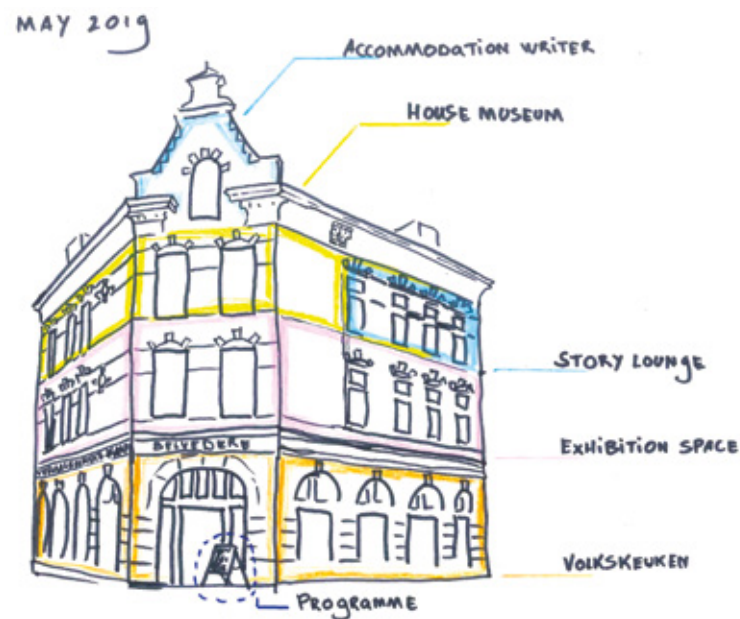 MAY 2019
ACCOMMODATION WRITER
HOUSE MUSEUM
STORY LOUNGE
BELVEDERE
EXHIBITION SPACE
VOLKSKEUKEN
PROGRAMME